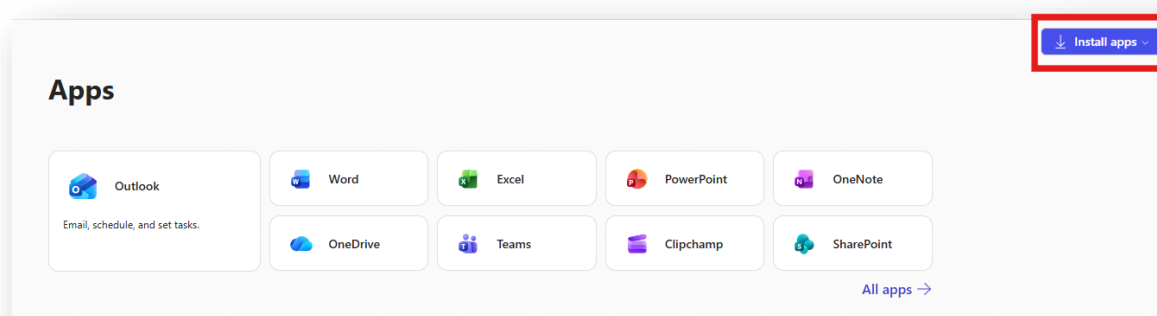 Install apps
Apps
Outlook
Email, schedule, and set tasks.
Word
Excel
PowerPoint
OneNote
OneDrive
Teams
Clipchamp
SharePoint
All apps